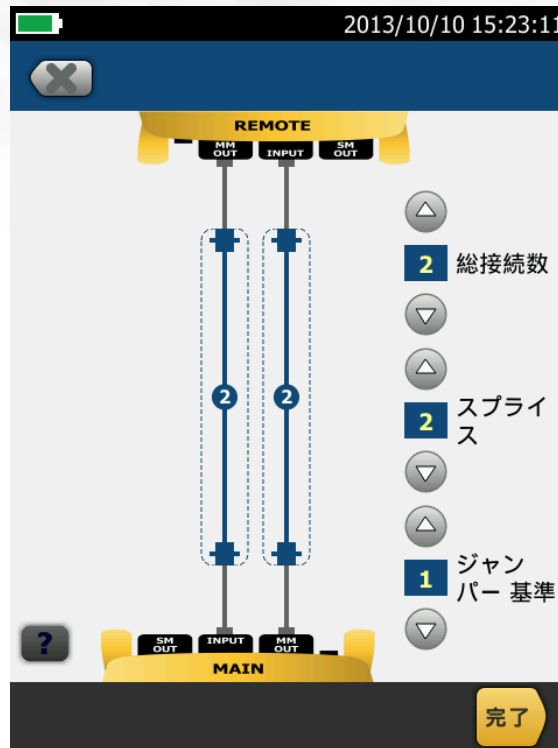 2013/10/10 15:23:11
REMOTE
MM OUT
INPUT
SM OUT
2
総接続数
2
2
2
スプライ
ス
1
ジャン
パー 基準
?
SM OUT
INPUT
MM OUT
MAIN
完了